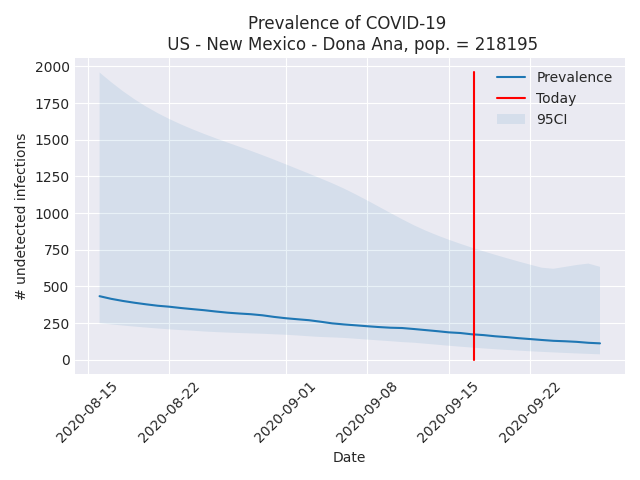 Prevalence of COVID-19
US - New Mexico - Dona Ana, pop. = 218195
Prevalence
Today
95CI
# undetected infections
2000
1750
1500
1250
1000
750
500
250
0
2020-08-15
2020-08-22
2020-09-01
2020-09-08
2020-09-15
2020-09-22
Date